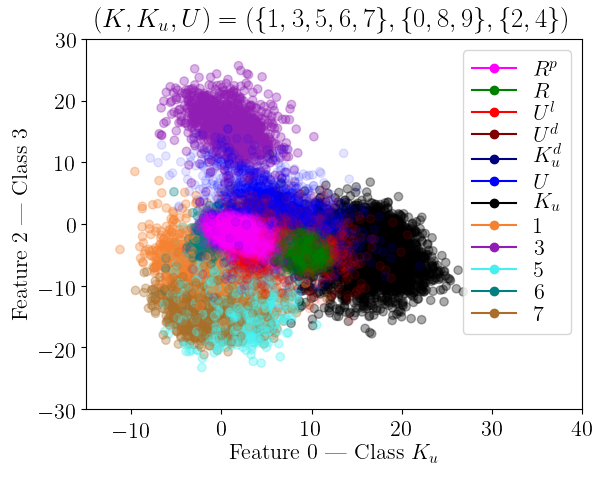 (K, K_u, U) = ({1, 3, 5, 6, 7}, {0, 8, 9}, {2, 4})
30
20
10
0
−10
−20
−30
Feature 2 — Class 3
R^p
R
U^l
U^d
K_u^d
U
K_u
1
3
5
6
7
−10
0
10
20
30
40
Feature 0 — Class K_u